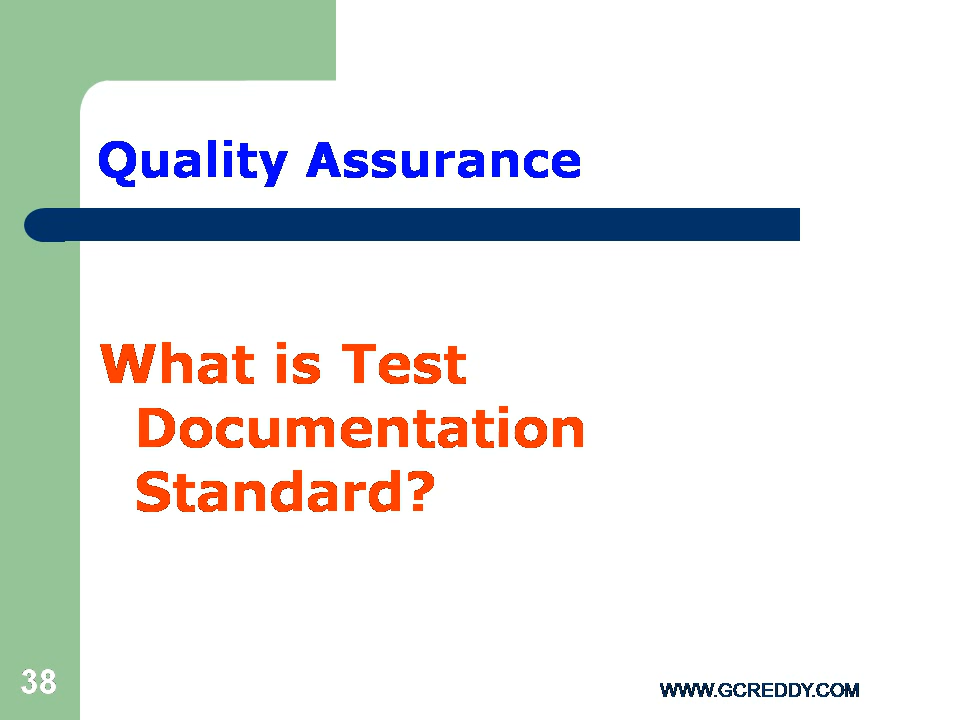 Quality Assurance
What is Test
Documentation
Standard?
38
WWW.GCREDDY.COM